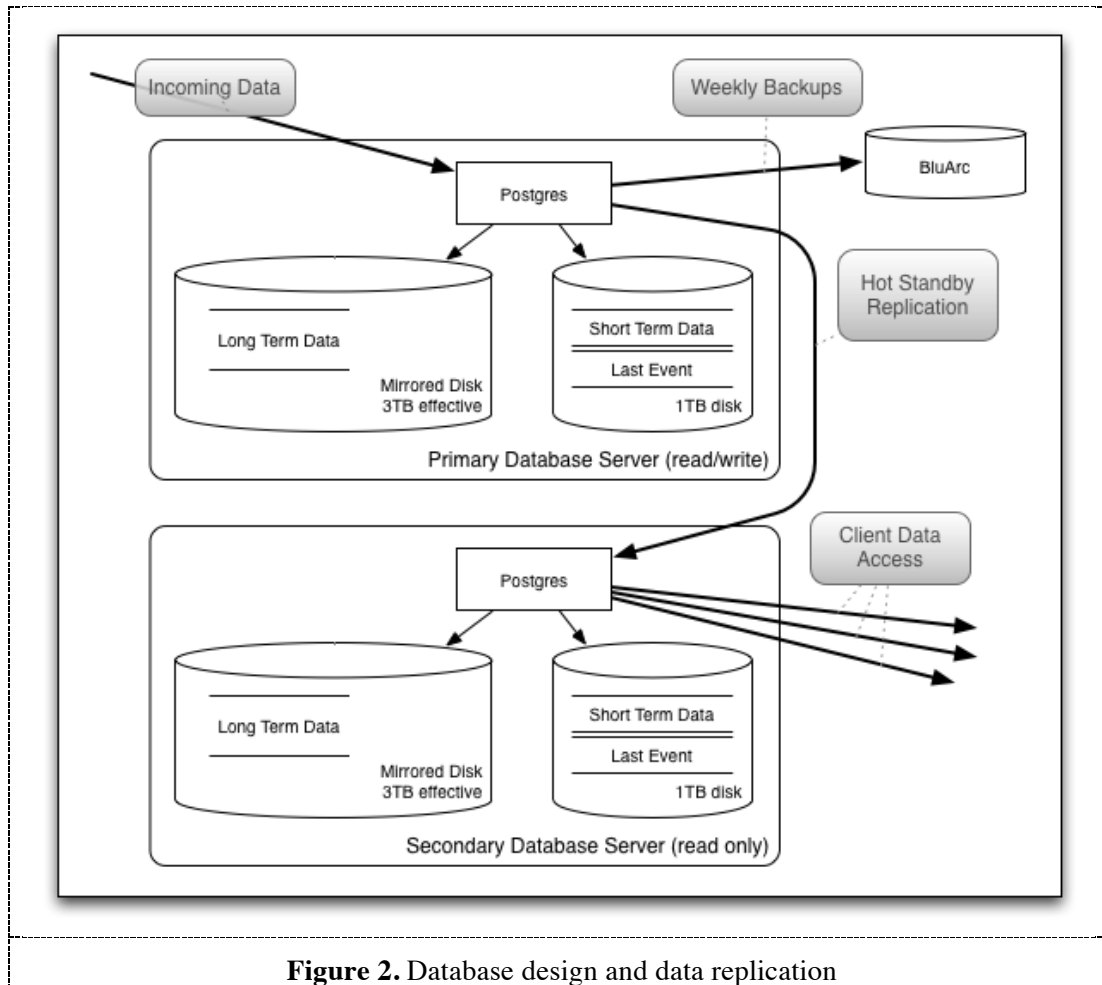 Incoming Data
Weekly Backups
BluArc
Postgres
Hot Standby
Replication
Long Term Data
Mirrored Disk
3TB effective
Short Term Data
Last Event
1TB disk
Primary Database Server (read/write)
Client Data
Access
Postgres
Long Term Data
Mirrored Disk
3TB effective
Short Term Data
Last Event
1TB disk
Secondary Database Server (read only)
Figure 2. Database design and data replication